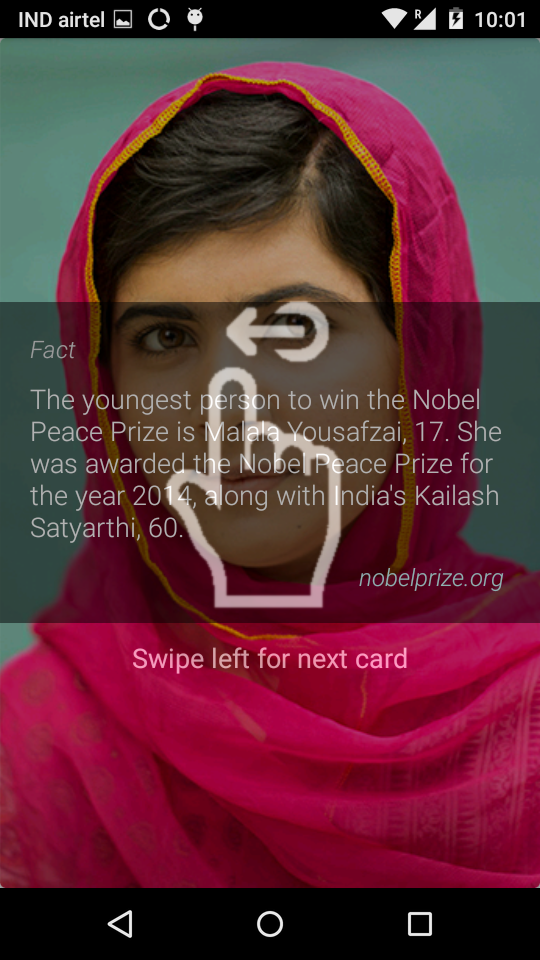 IND airtel R 10:01
Fact
The youngest person to win the Nobel
Peace Prize is Malala Yousafzai, 17. She
was awarded the Nobel Peace Prize for
the year 2014, along with India's Kailash
Satyarthi, 60.
nobelprize.org
Swipe left for next card